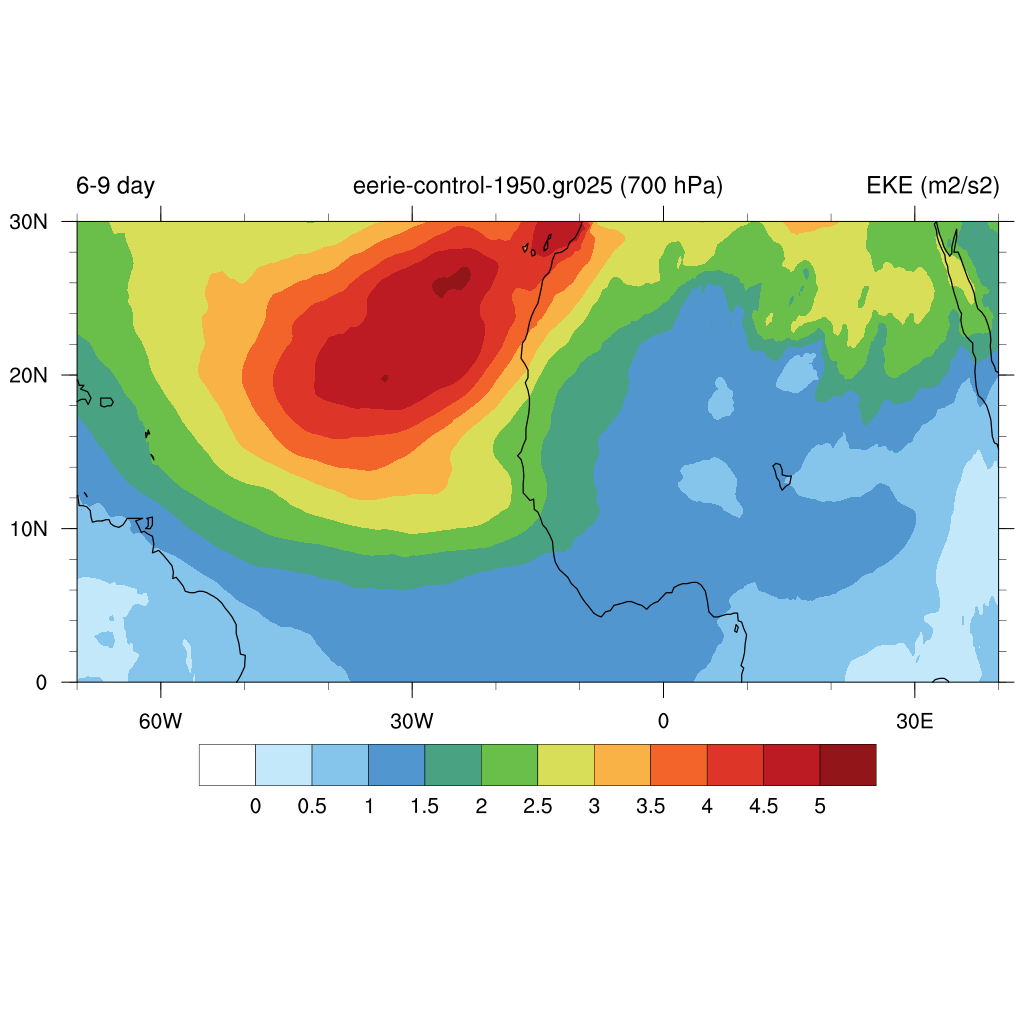 6-9 day eerie-control-1950.gr025 (700 hPa) EKE (m2/s2)
30N
20N
10N
0
60W 30W 0 30E
0 0.5 1 1.5 2 2.5 3 3.5 4 4.5 5